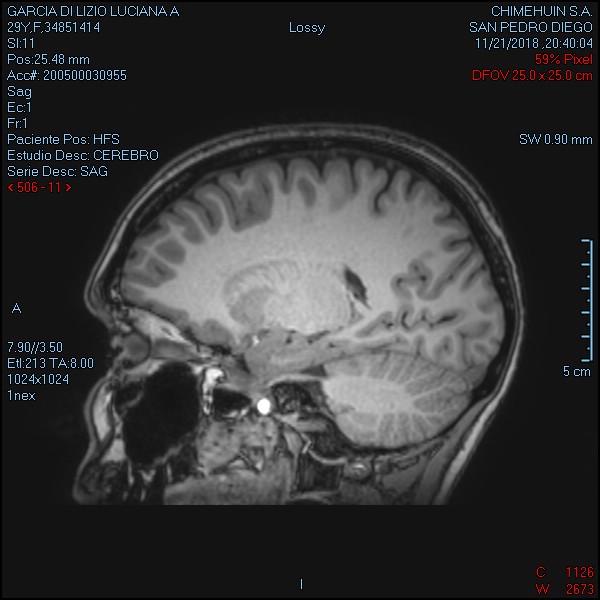 GARCIA DI LIZIO LUCIANA A
29Y,F,34851414
Sl:11
Pos:25.48 mm
Acc#: 200500030955
Sag
Ec:1
Fr:1
Paciente Pos: HFS
Estudio Desc: CEREBRO
Serie Desc: SAG
< 506 - 11 >
Lossy
CHIMEHUIN S.A.
SAN PEDRO DIEGO
11/21/2018 ,20:40:04
59% Pixel
DFOV 25.0 x 25.0 cm
SW 0.90 mm
A
7.90//3.50
Etl:213 TA:8.00
1024x1024
1nex
5 cm
I
C 1126
W 2673